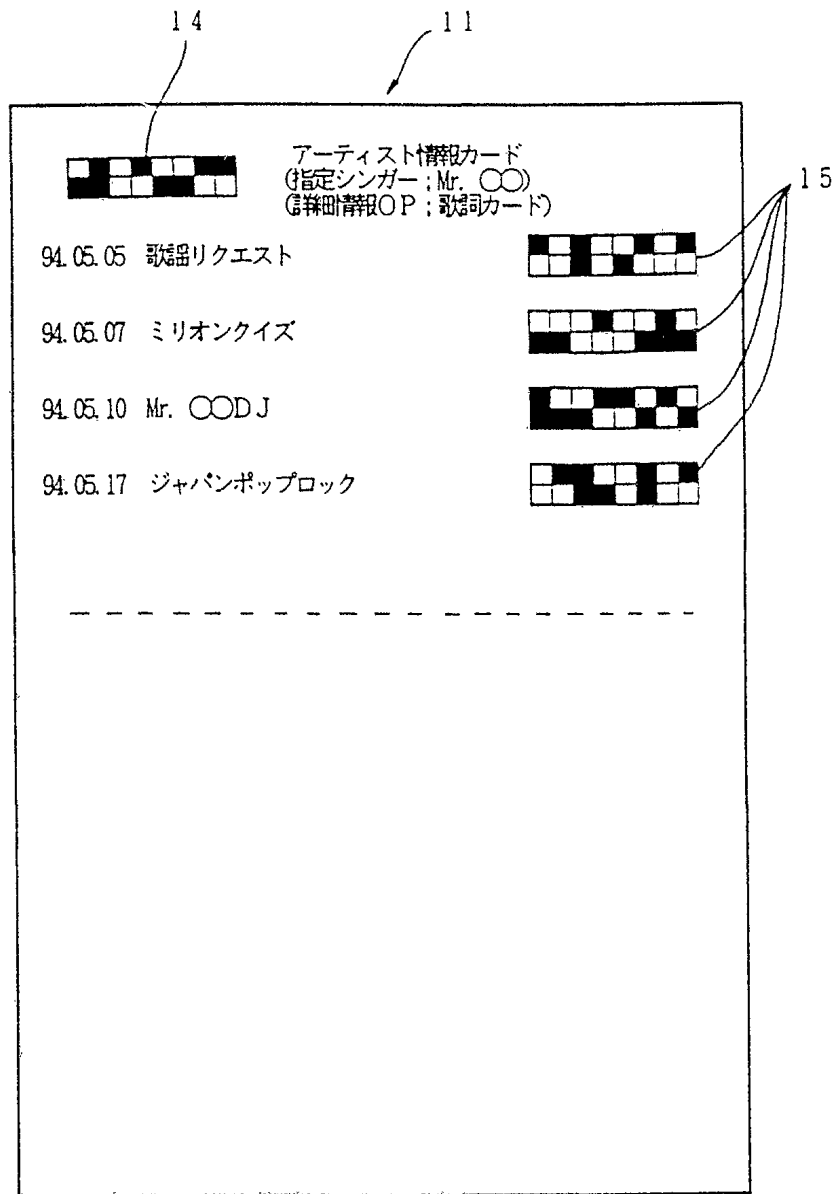 14
11
アーティスト情報カード
(指定シンガー;Mr. ○○)
(詳細情報OP;歌詞カード)
15
94.05.05 歌謡リクエスト
94.05.07 ミリオンクイズ
94.05.10 Mr. ○○DJ
94.05.17 ジャパンポップロック